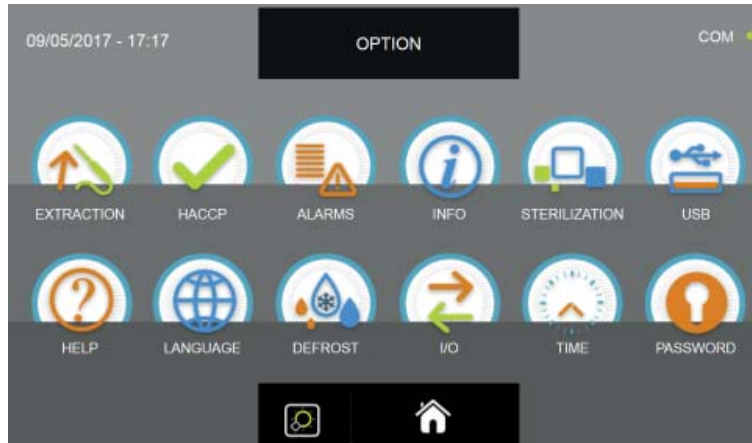 09/05/2017 - 17:17
OPTION
COM
EXTRACTION
HACCP
ALARMS
INFO
STERILIZATION
USB
HELP
LANGUAGE
DEFROST
I/O
TIME
PASSWORD